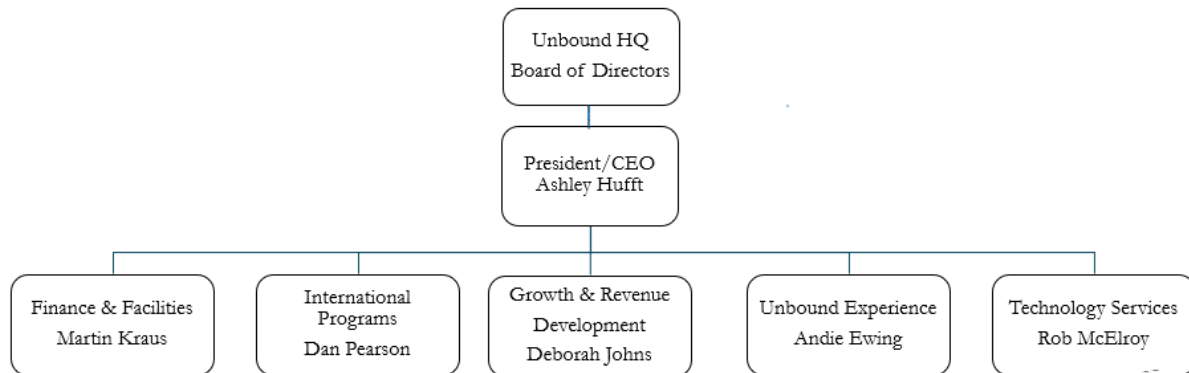 Unbound HQ
Board of Directors
President/CEO
Ashley Hufft
Finance & Facilities
Martin Kraus
International
Programs
Dan Pearson
Growth & Revenue
Development
Deborah Johns
Unbound Experience
Andie Ewing
Technology Services
Rob McElroy